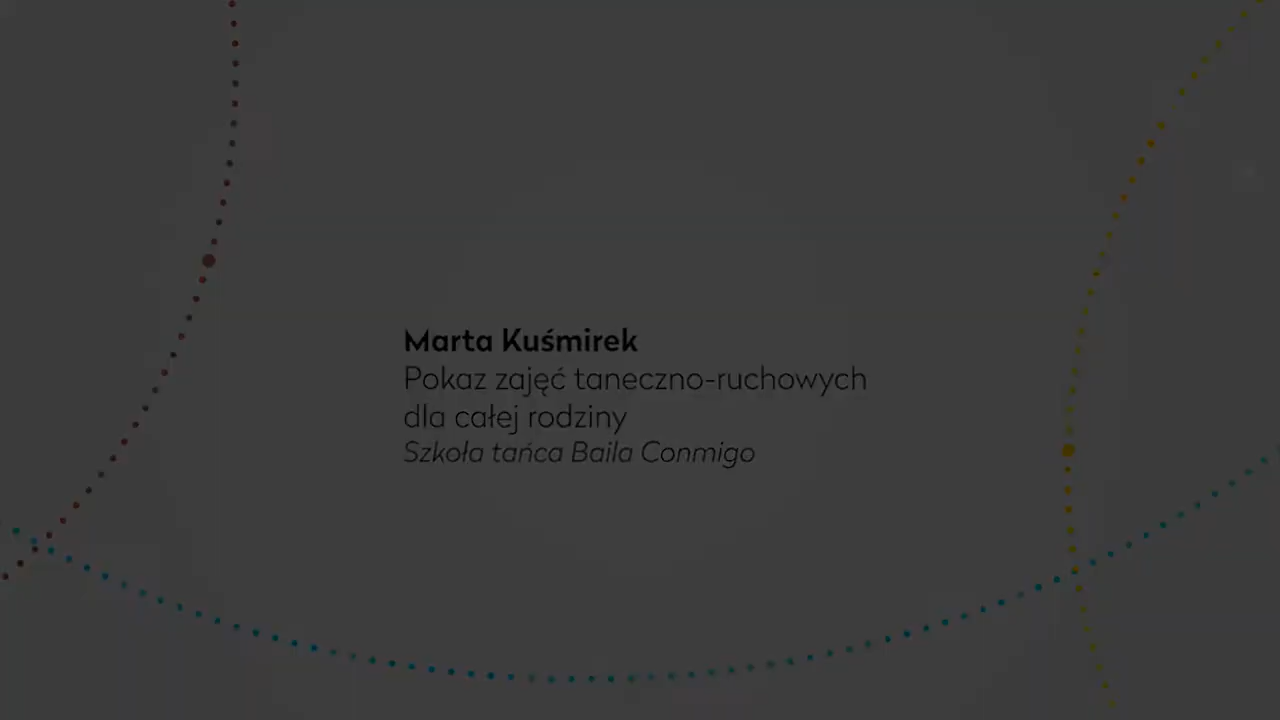 Marta Kuśmirek
Pokaz zajęć taneczno-ruchowych
dla całej rodziny
Szkoła tańca Baila Conmigo